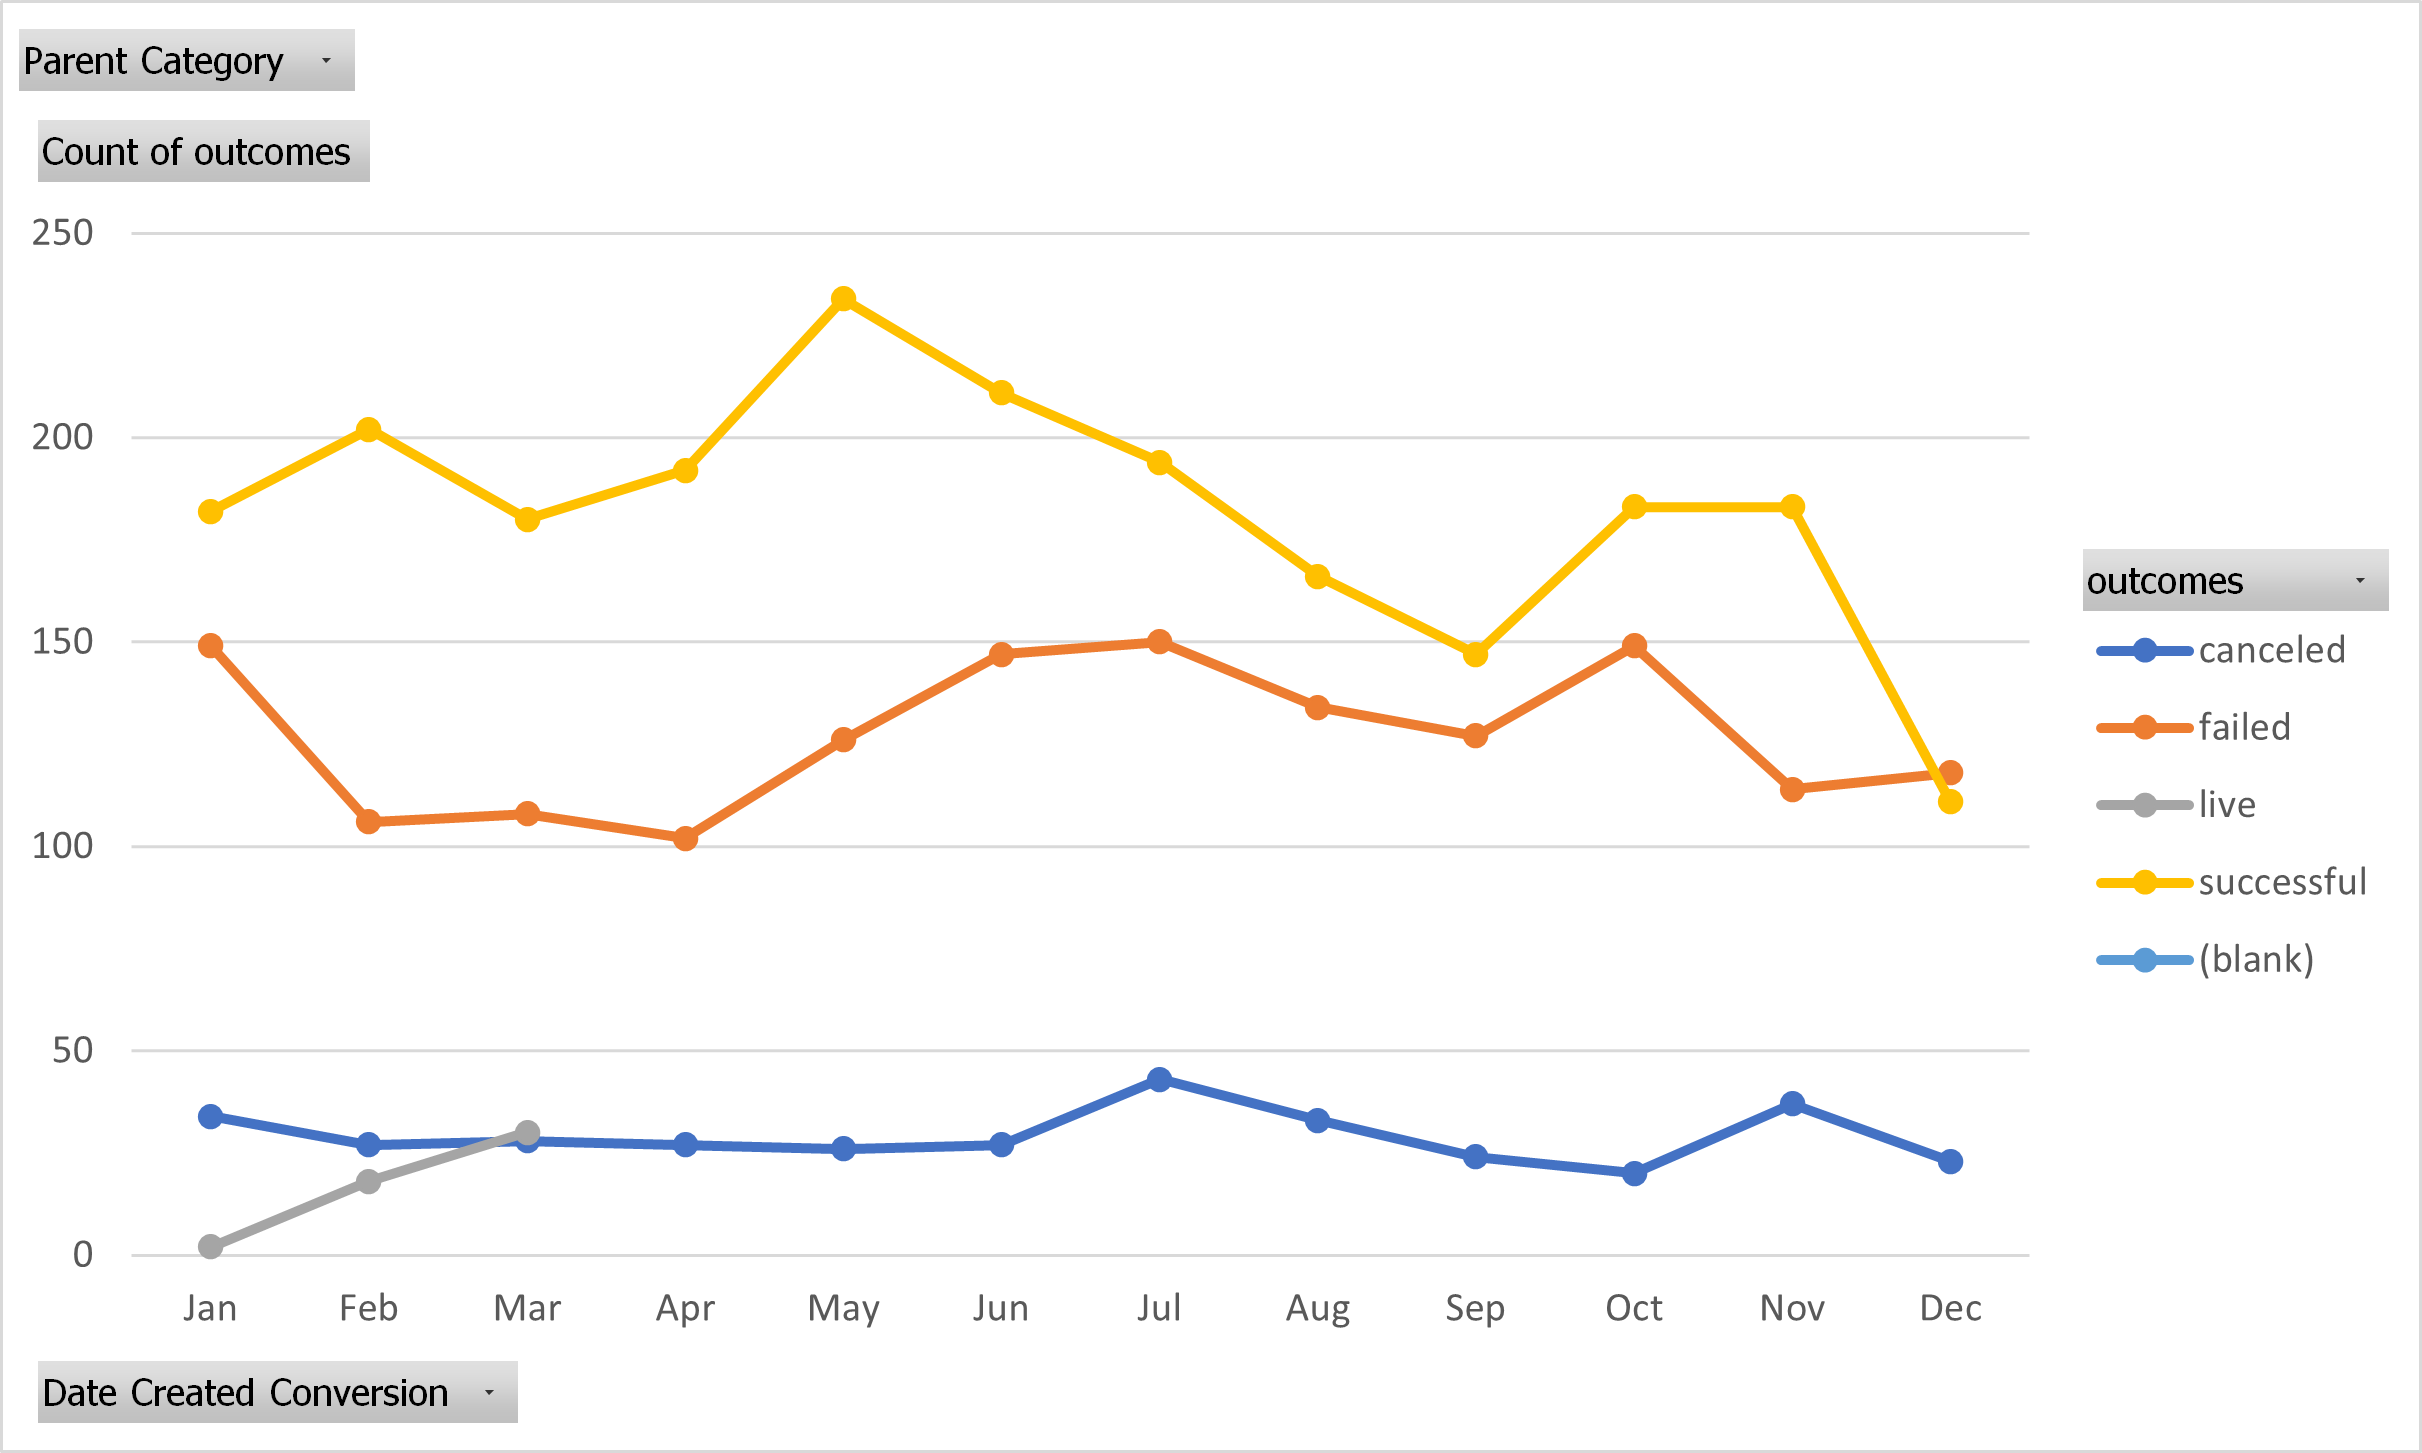 Parent Category
Count of outcomes
250
200
150
100
50
0
Jan Feb Mar Apr May Jun Jul Aug Sep Oct Nov Dec
Date Created Conversion
outcomes
canceled
failed
live
successful
(blank)